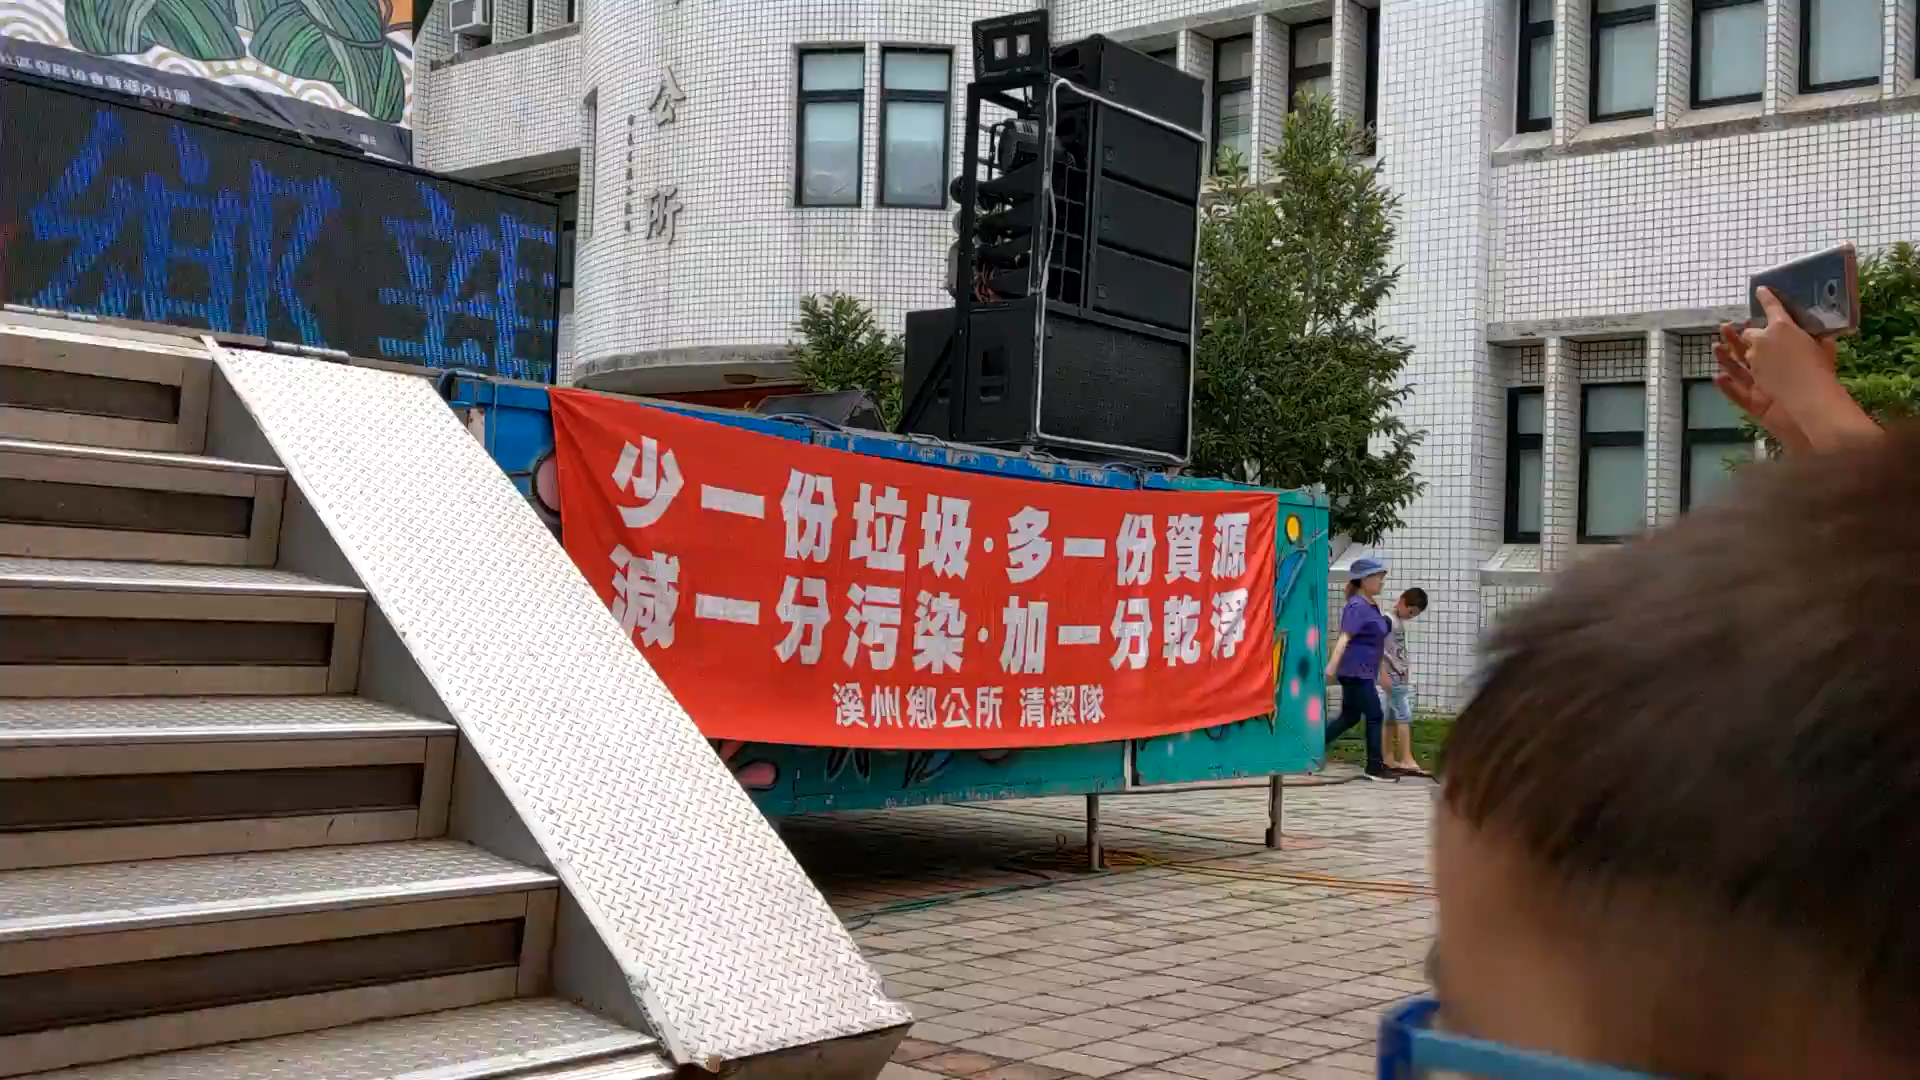 公所
鄉
少一份垃圾·多一份資源
減一分污染·加一分乾淨
溪州鄉公所 清潔隊